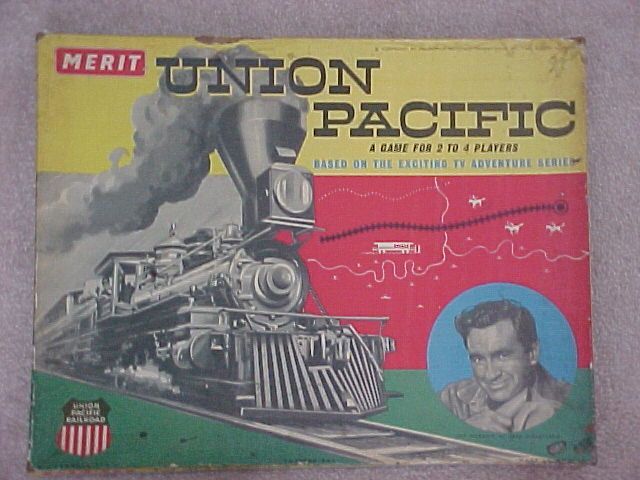 MERIT
UNION
PACIFIC
A GAME FOR 2 TO 4 PLAYERS
BASED ON THE EXCITING TV ADVENTURE SERIES
UNION
PACIFIC
RAILROAD